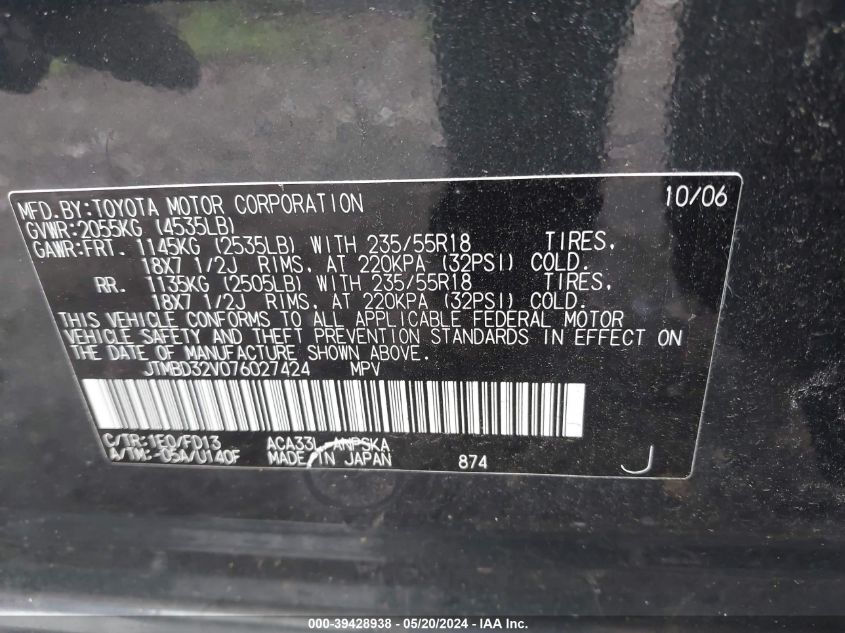 MFD.BY:TOYOTA MOTOR CORPORATION 10/06
GVWR:2055KG (4535LB)
GAWR:FRT. 1145KG (2535LB) WITH 235/55R18 TIRES,
18X7 1/2J RIMS, AT 220KPA (32PSI) COLD.
RR. 1135KG (2505LB) WITH 235/55R18 TIRES,
18X7 1/2J RIMS, AT 220KPA (32PSI) COLD.
THIS VEHICLE CONFORMS TO ALL APPLICABLE FEDERAL MOTOR
VEHICLE SAFETY AND THEFT PREVENTION STANDARDS IN EFFECT ON
THE DATE OF MANUFACTURE SHOWN ABOVE.
JTMBD32V076027424 MPV
C/TR:1E0/FD13 ACA33L-ANPSKA
A/TM:-05A/U140F MADE IN JAPAN 874 J
000-39428938 - 05/20/2024 - IAA Inc.